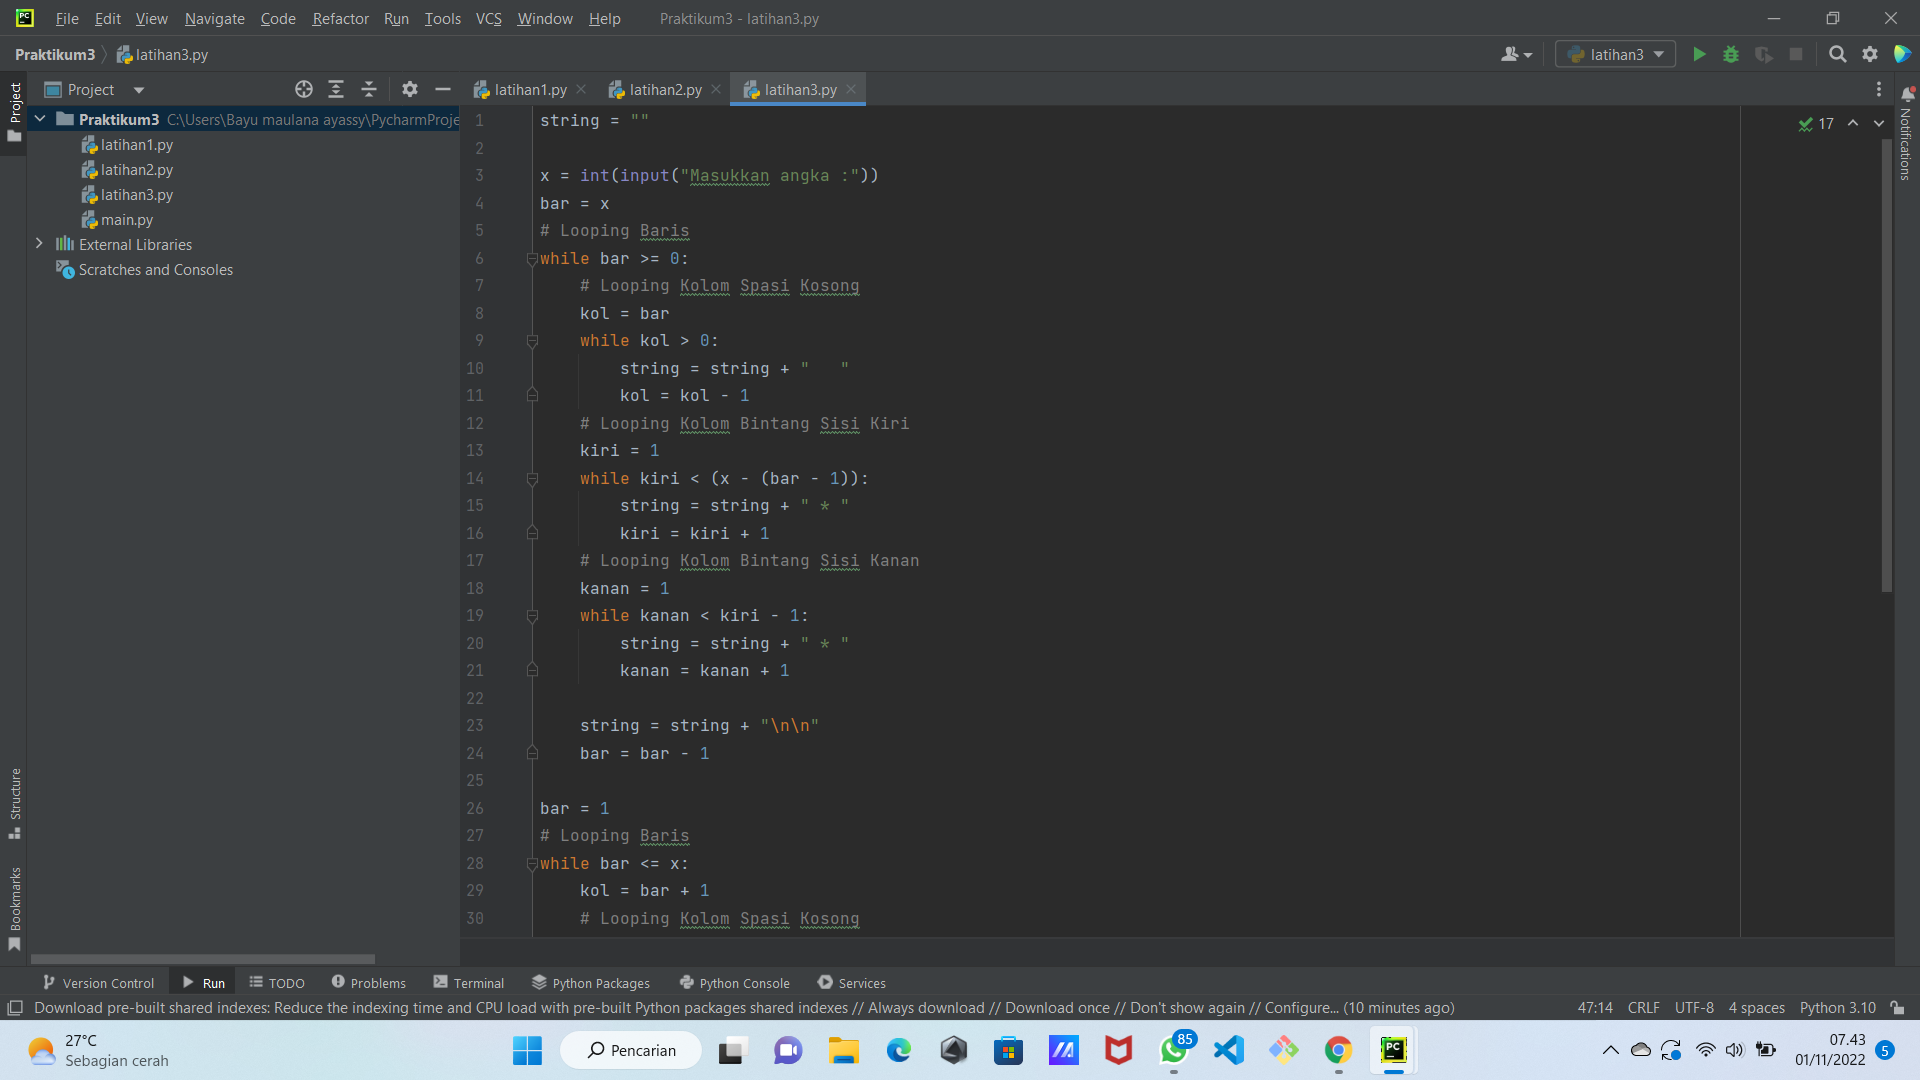 PC File Edit View Navigate Code Refactor Run Tools VCS Window Help Praktikum3 - latihan3.py
Praktikum3 latihan3.py latihan3
Project
Project
latihan1.py latihan2.py latihan3.py
Praktikum3 C:\Users\Bayu maulana ayassy\PycharmProje
latihan1.py
latihan2.py
latihan3.py
main.py
External Libraries
Scratches and Consoles
17
Notifications
1 string = ""
2
3 x = int(input("Masukkan angka :"))
4 bar = x
5 # Looping Baris
6 while bar >= 0:
7     # Looping Kolom Spasi Kosong
8     kol = bar
9     while kol > 0:
10         string = string + "   "
11         kol = kol - 1
12     # Looping Kolom Bintang Sisi Kiri
13     kiri = 1
14     while kiri < (x - (bar - 1)):
15         string = string + " * "
16         kiri = kiri + 1
17     # Looping Kolom Bintang Sisi Kanan
18     kanan = 1
19     while kanan < kiri - 1:
20         string = string + " * "
21         kanan = kanan + 1
22
23     string = string + "\n\n"
24     bar = bar - 1
25
26 bar = 1
27 # Looping Baris
28 while bar <= x:
29     kol = bar + 1
30     # Looping Kolom Spasi Kosong
Structure
Bookmarks
Version Control Run TODO Problems Terminal Python Packages Python Console Services
Download pre-built shared indexes: Reduce the indexing time and CPU load with pre-built Python packages shared indexes // Always download // Download once // Don't show again // Configure... (10 minutes ago) 47:14 CRLF UTF-8 4 spaces Python 3.10
27°C
Sebagian cerah
Pencarian
85
PC
07.43
01/11/2022
5